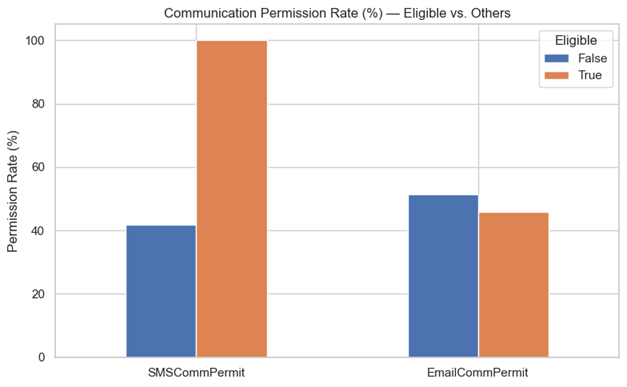 Communication Permission Rate (%) — Eligible vs. Others
Eligible
False
True
Permission Rate (%)
100
80
60
40
20
0
SMSCommPermit
EmailCommPermit